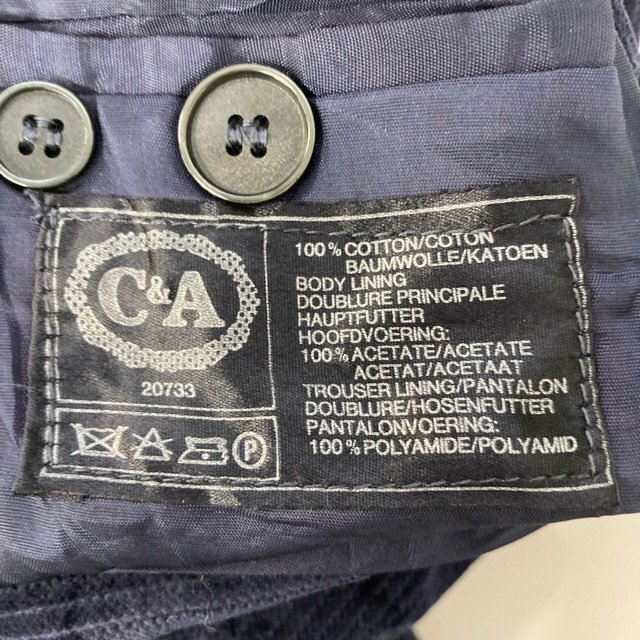 C&A
20733
P
100% COTTON/COTON
BAUMWOLLE/KATOEN
BODY LINING
DOUBLURE PRINCIPALE
HAUPTFUTTER
HOOFDVOERING:
100% ACETATE/ACETATE
ACETAT/ACETAAT
TROUSER LINING/PANTALON
DOUBLURE/HOSENFUTTER
PANTALONVOERING:
100% POLYAMIDE/POLYAMID